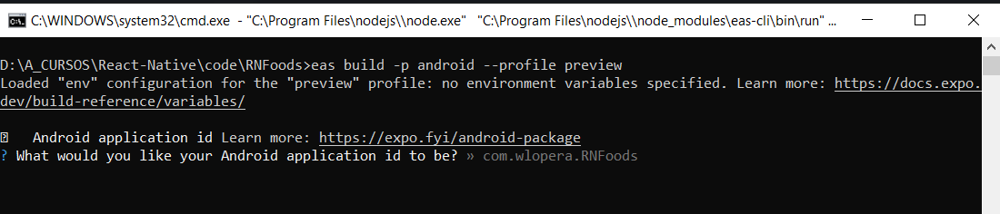 C:\WINDOWS\system32\cmd.exe - "C:\Program Files\nodejs\\node.exe" "C:\Program Files\nodejs\\node_modules\eas-cli\bin\run" ...
D:\A_CURSOS\React-Native\code\RNFoods>eas build -p android --profile preview
Loaded "env" configuration for the "preview" profile: no environment variables specified. Learn more: https://docs.expo.
dev/build-reference/variables/
Android application id Learn more: https://expo.fyi/android-package
? What would you like your Android application id to be? » com.wlopera.RNFoods